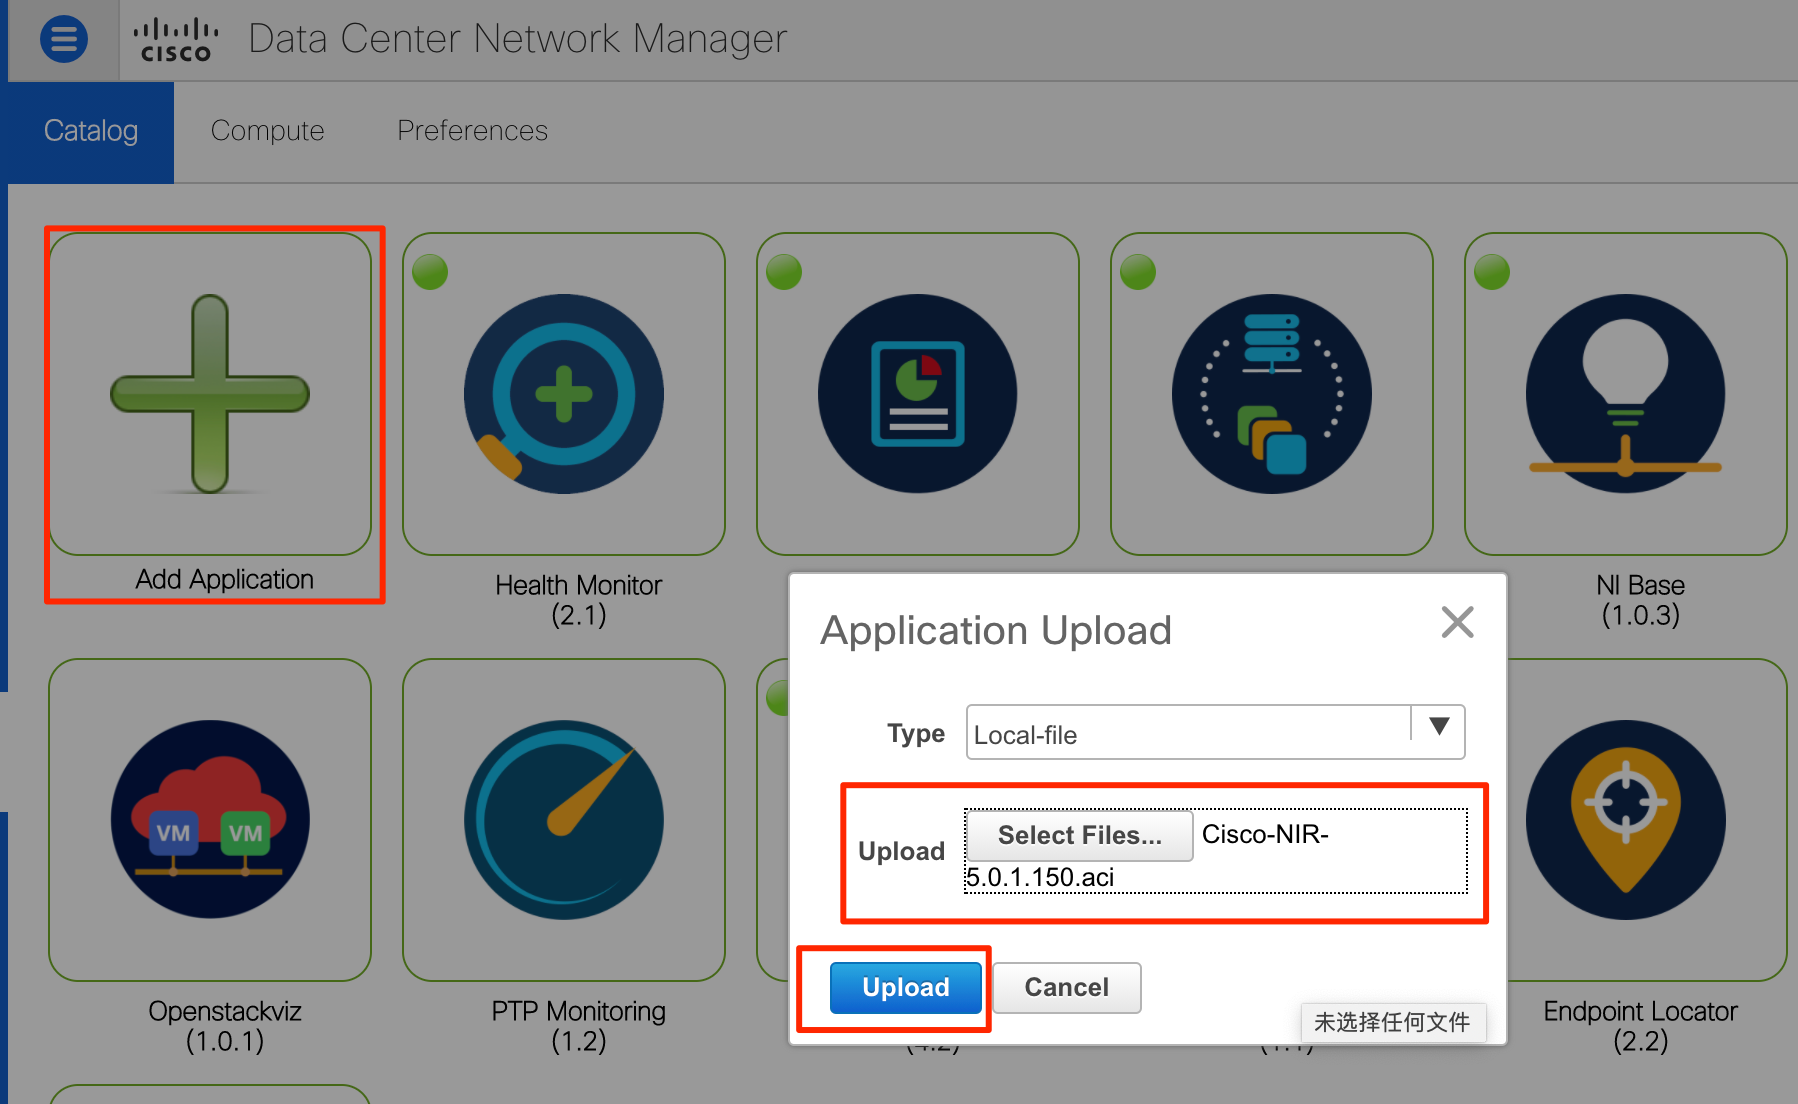 CISCO
Data Center Network Manager
Catalog
Compute
Preferences
Add Application
Health Monitor
(2.1)
NI Base
(1.0.3)
Application Upload
Type
Local-file
Upload
Select Files...
Cisco-NIR-
5.0.1.150.aci
Upload
Cancel
未选择任何文件
VM
VM
Openstackviz
(1.0.1)
PTP Monitoring
(1.2)
Endpoint Locator
(2.2)